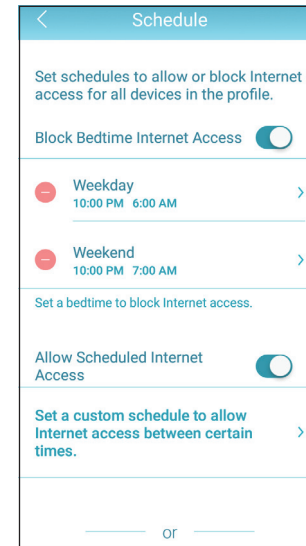 Schedule
Set schedules to allow or block Internet
access for all devices in the profile.
Block Bedtime Internet Access
Weekday
10:00 PM 6:00 AM
Weekend
10:00 PM 7:00 AM
Set a bedtime to block Internet access.
Allow Scheduled Internet
Access
Set a custom schedule to allow
Internet access between certain
times.
or